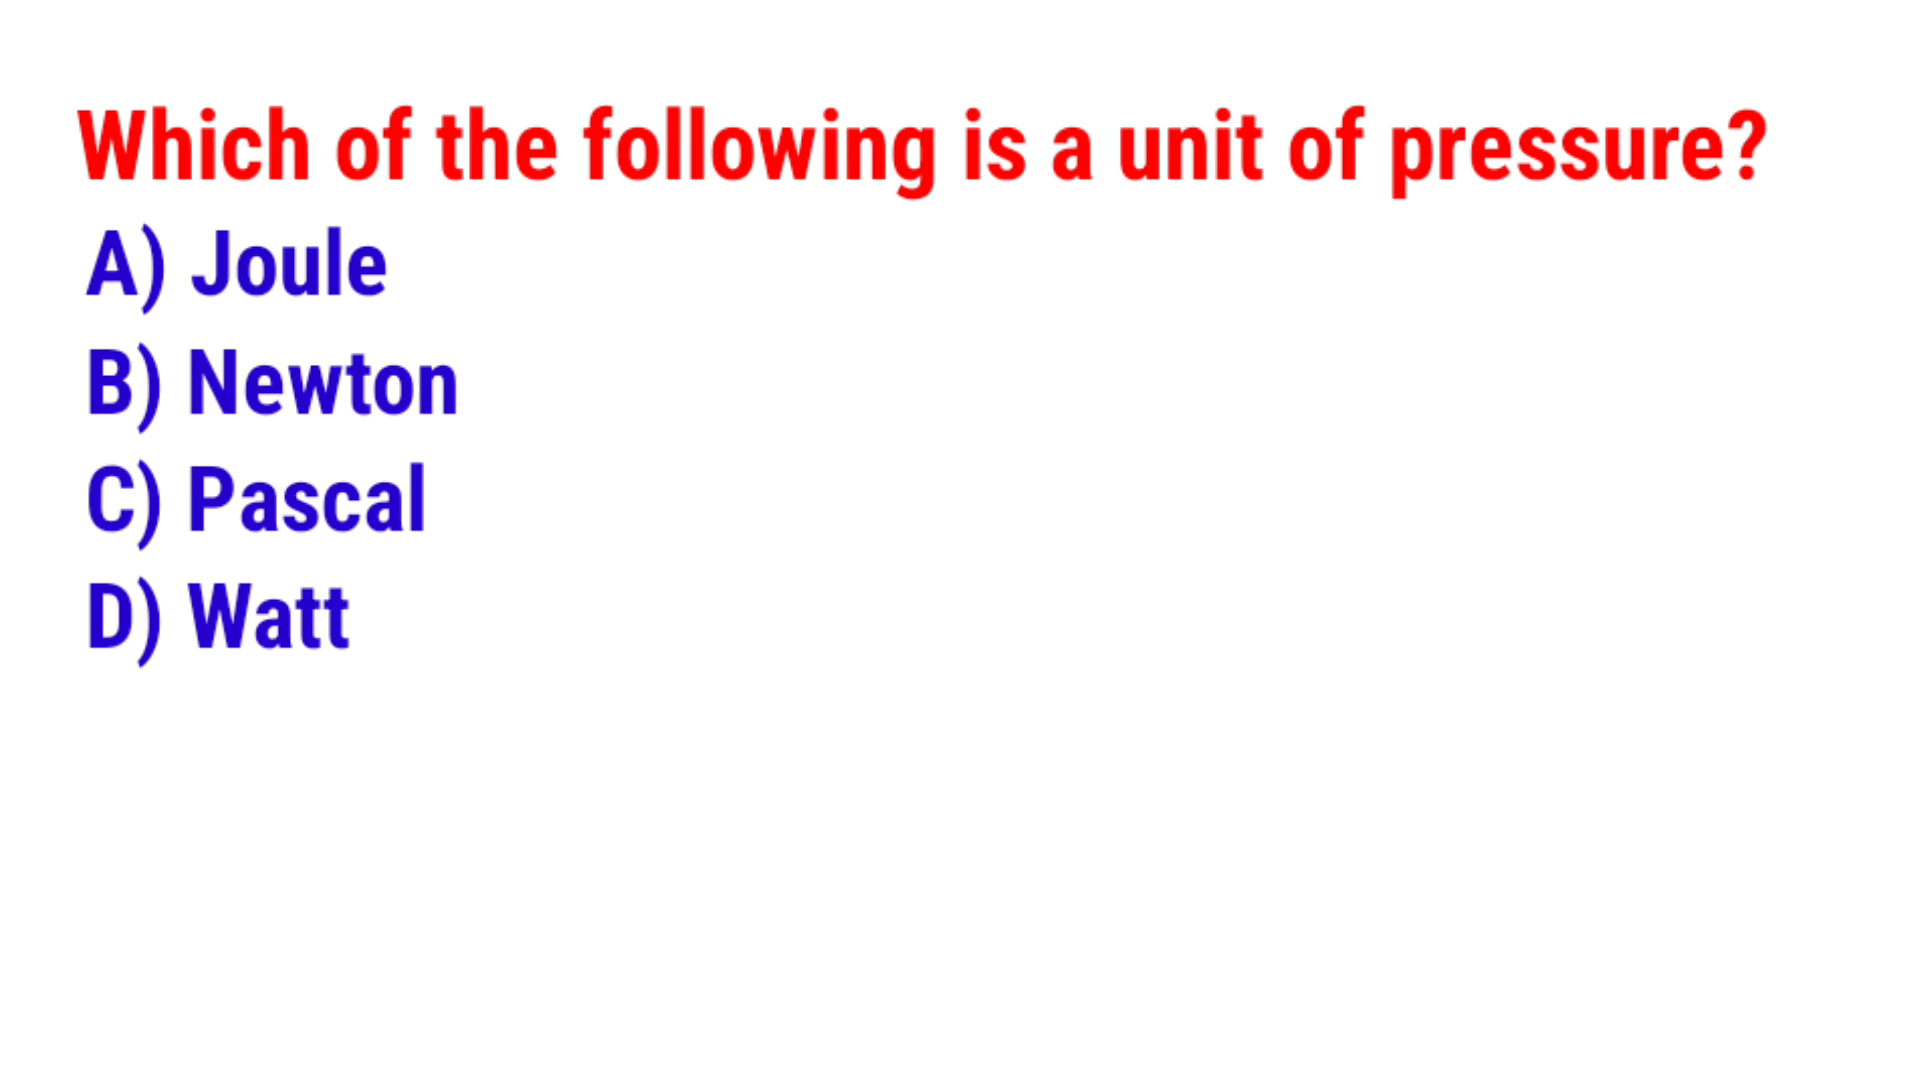 Which of the following is a unit of pressure?
A) Joule
B) Newton
C) Pascal
D) Watt